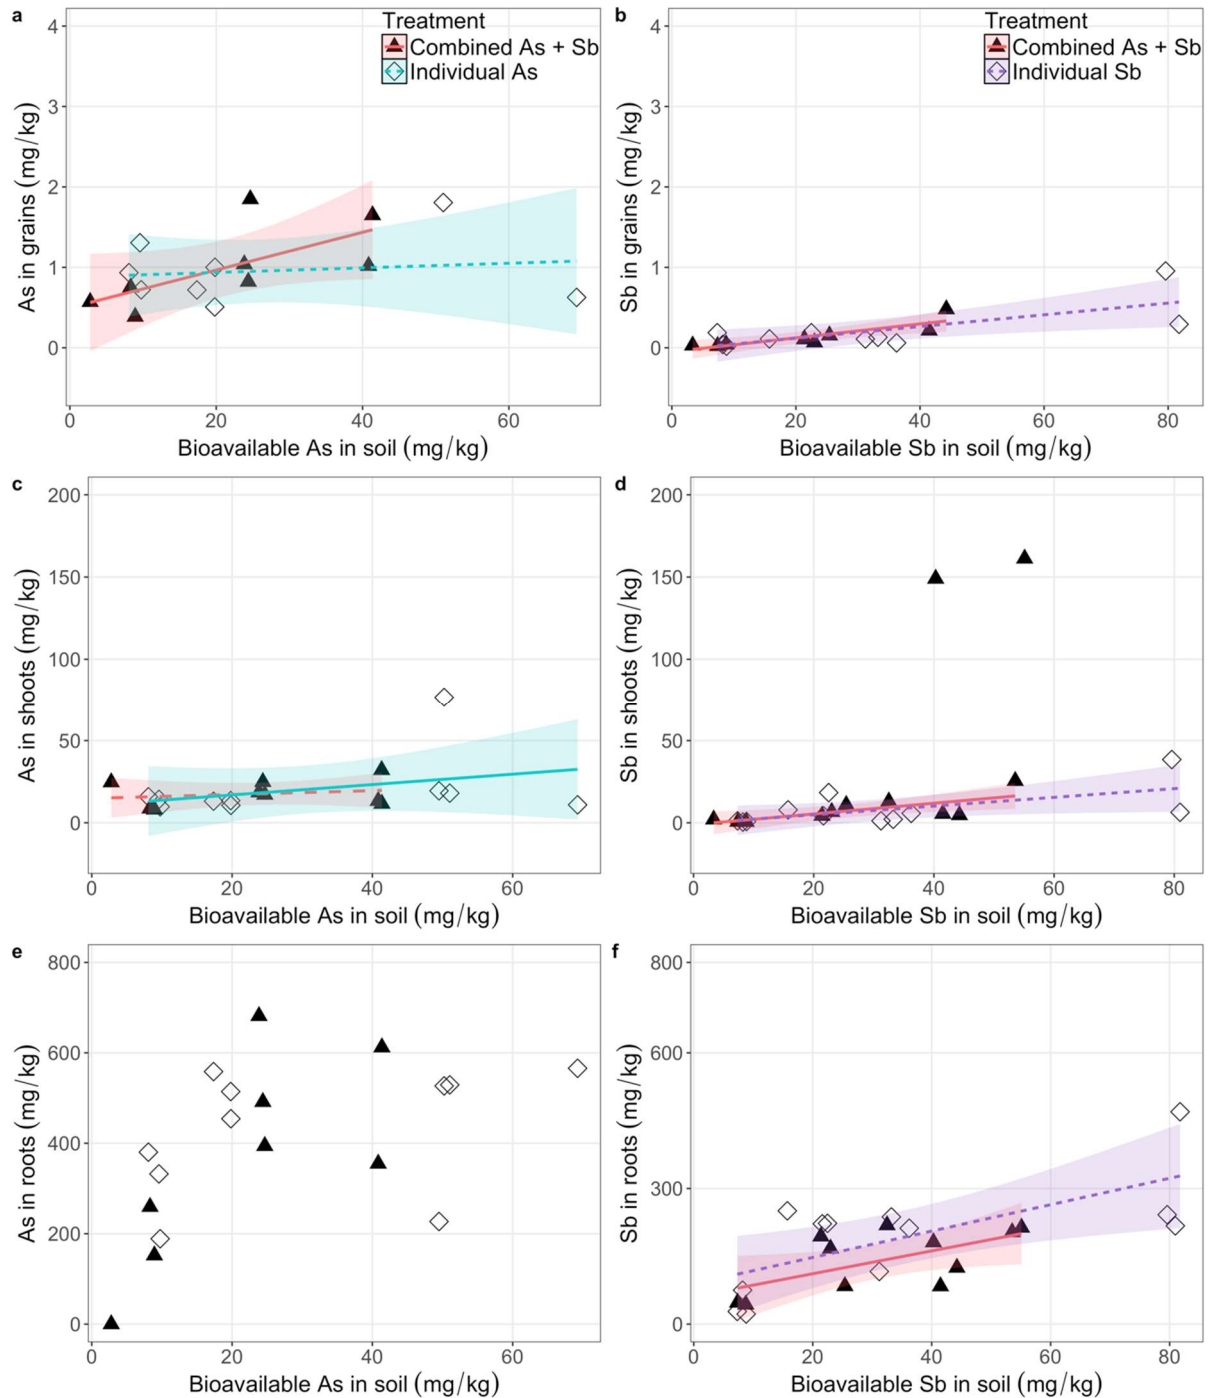 a
Treatment
Combined As + Sb
Individual As
4
3
2
1
0
As in grains (mg/kg)
0 20 40 60
Bioavailable As in soil (mg/kg)
b
Treatment
Combined As + Sb
Individual Sb
4
3
2
1
0
Sb in grains (mg/kg)
0 20 40 60 80
Bioavailable Sb in soil (mg/kg)
c
200
150
100
50
0
As in shoots (mg/kg)
0 20 40 60
Bioavailable As in soil (mg/kg)
d
200
150
100
50
0
Sb in shoots (mg/kg)
0 20 40 60 80
Bioavailable Sb in soil (mg/kg)
e
800
600
400
200
0
As in roots (mg/kg)
0 20 40 60
Bioavailable As in soil (mg/kg)
f
800
600
300
0
Sb in roots (mg/kg)
0 20 40 60 80
Bioavailable Sb in soil (mg/kg)